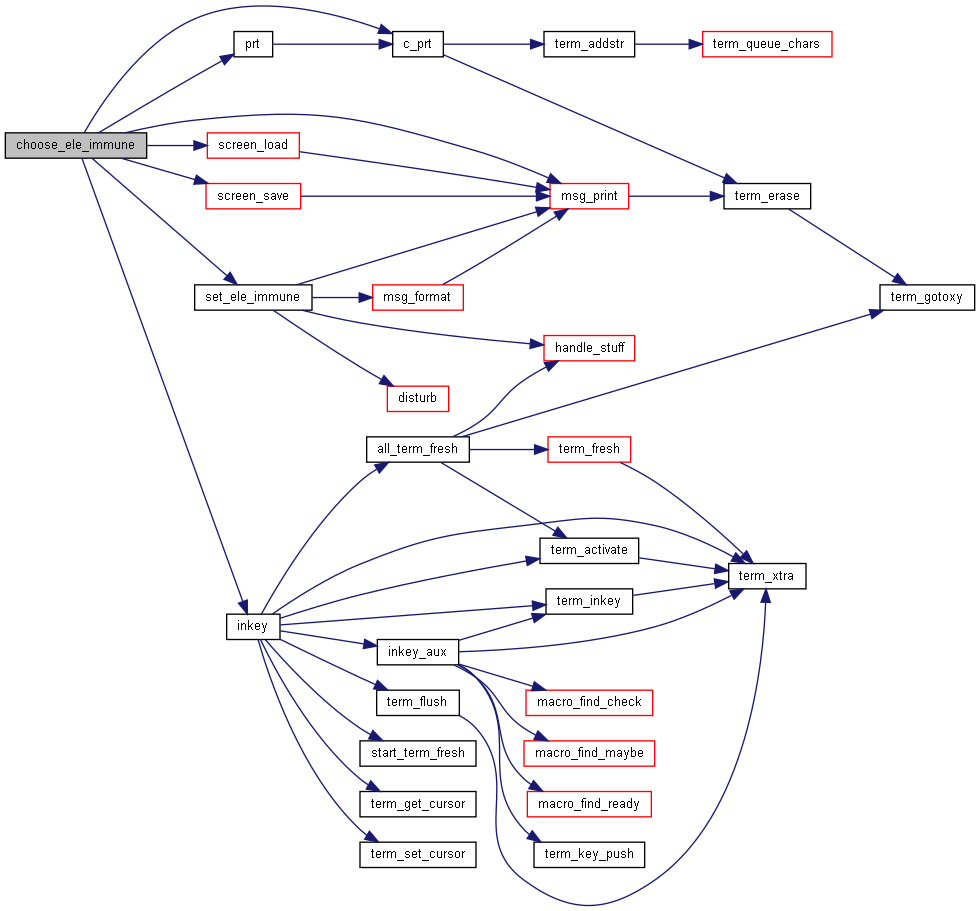 prt
c_prt
term_addstr
term_queue_chars
choose_ele_immune
screen_load
screen_save
msg_print
term_erase
set_ele_immune
msg_format
term_gotoxy
handle_stuff
disturb
all_term_fresh
term_fresh
term_activate
term_xtra
term_inkey
inkey
inkey_aux
term_flush
macro_find_check
start_term_fresh
macro_find_maybe
term_get_cursor
macro_find_ready
term_set_cursor
term_key_push